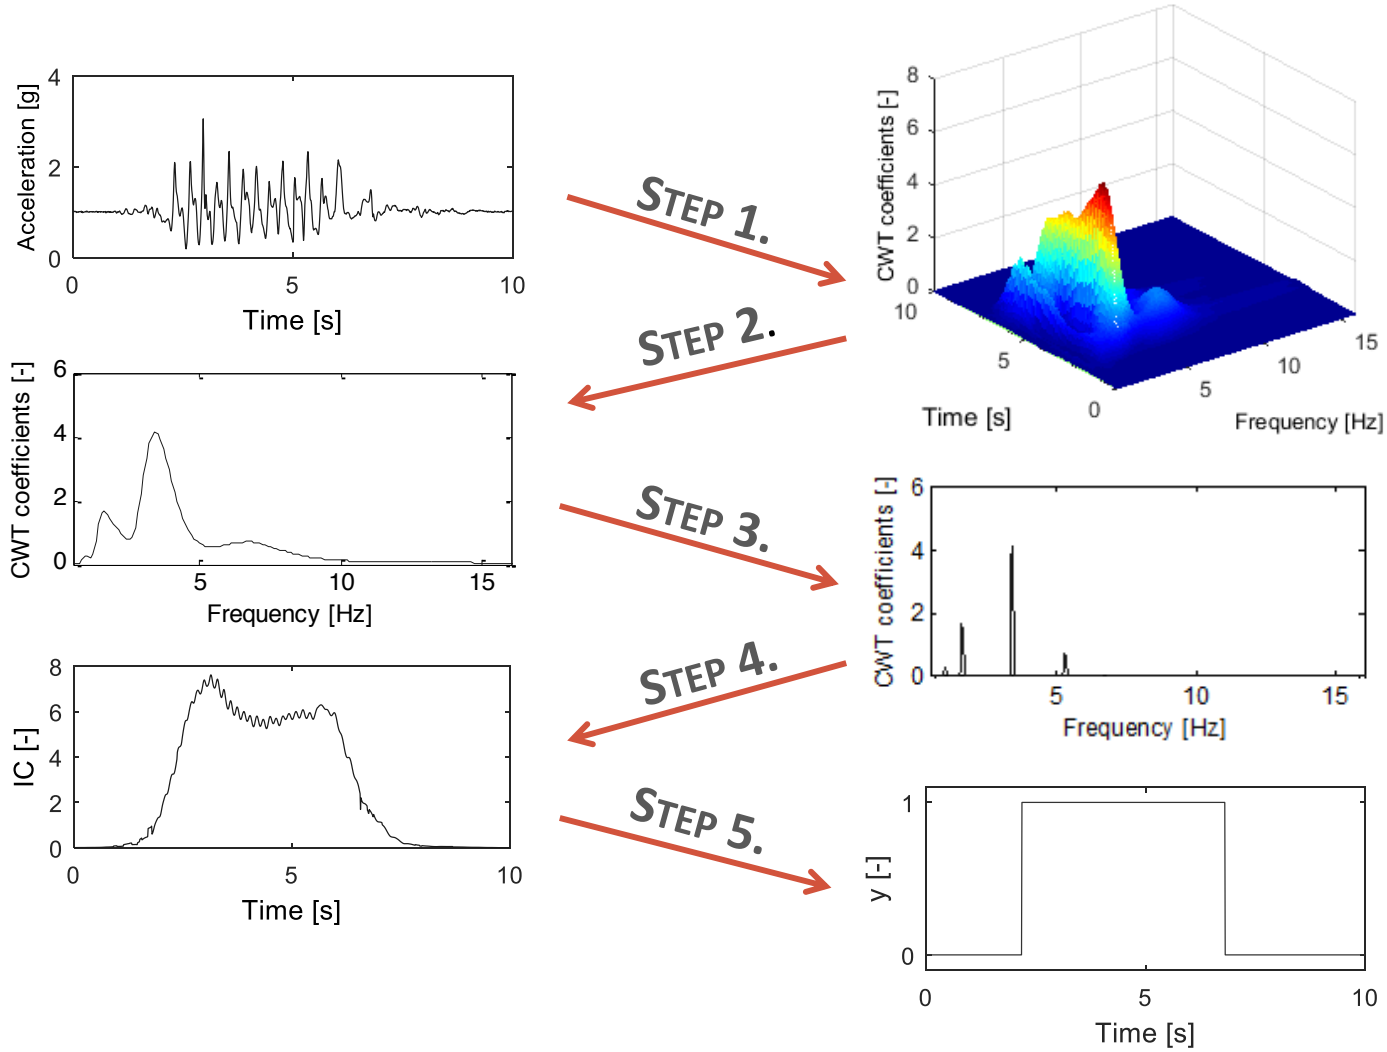 4
2
0
Acceleration [g]
0
5
10
Time [s]
STEP 1.
8
6
4
2
0
CWT coefficients [-]
10
5
0
Time [s]
5
10
15
Frequency [Hz]
STEP 2.
6
4
2
0
CWT coefficients [-]
5
10
15
Frequency [Hz]
STEP 3.
6
4
2
0
CWT coefficients [-]
5
10
15
Frequency [Hz]
STEP 4.
8
6
4
2
0
IC [-]
0
5
10
Time [s]
STEP 5.
1
0
y [-]
0
5
10
Time [s]